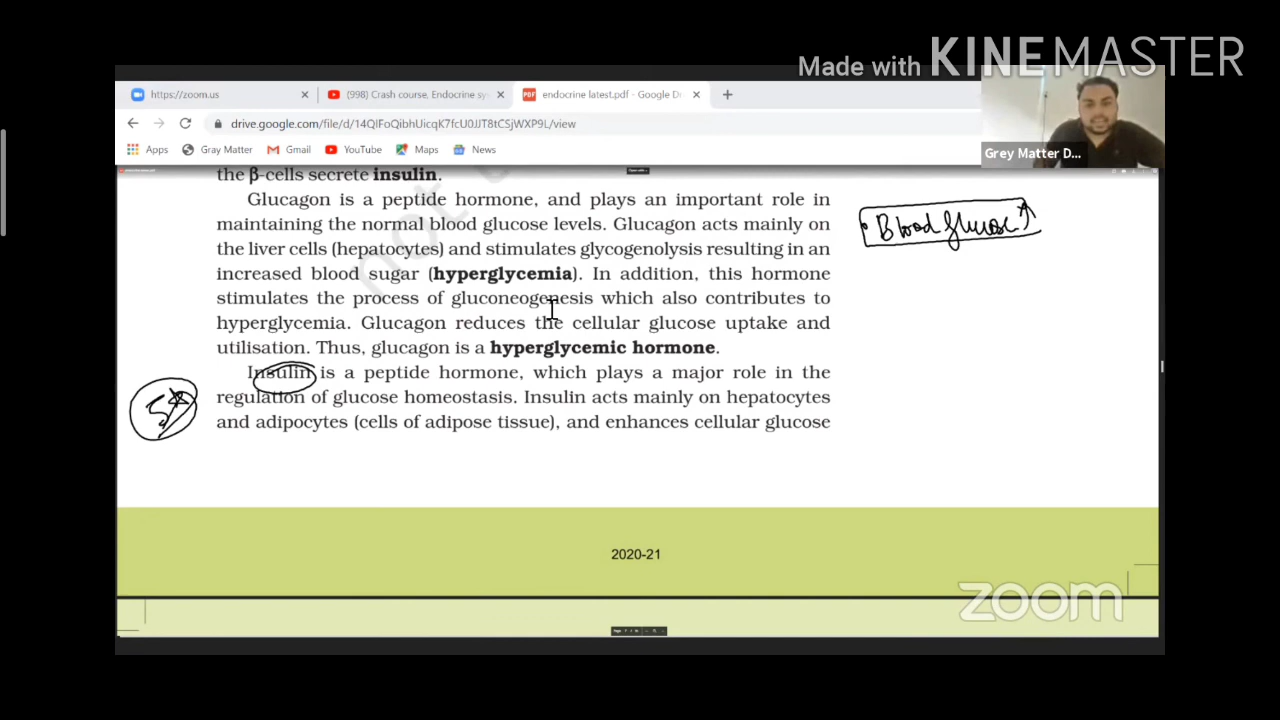 Made with KINEMASTER
https://zoom.us
(998) Crash course, Endocrine sy
endocrine latest.pdf - Google D
drive.google.com/file/d/14QIFoQibhUicqK7fcU0JJT8tCSjWXP9L/view
Apps Gray Matter Gmail YouTube Maps News
Grey Matter D...
the β-cells secrete insulin.
Glucagon is a peptide hormone, and plays an important role in
maintaining the normal blood glucose levels. Glucagon acts mainly on
the liver cells (hepatocytes) and stimulates glycogenolysis resulting in an
increased blood sugar (hyperglycemia). In addition, this hormone
stimulates the process of gluconeogenesis which also contributes to
hyperglycemia. Glucagon reduces the cellular glucose uptake and
utilisation. Thus, glucagon is a hyperglycemic hormone.
Insulin is a peptide hormone, which plays a major role in the
regulation of glucose homeostasis. Insulin acts mainly on hepatocytes
and adipocytes (cells of adipose tissue), and enhances cellular glucose
Blood glucose ↑
not
2020-21
zoom